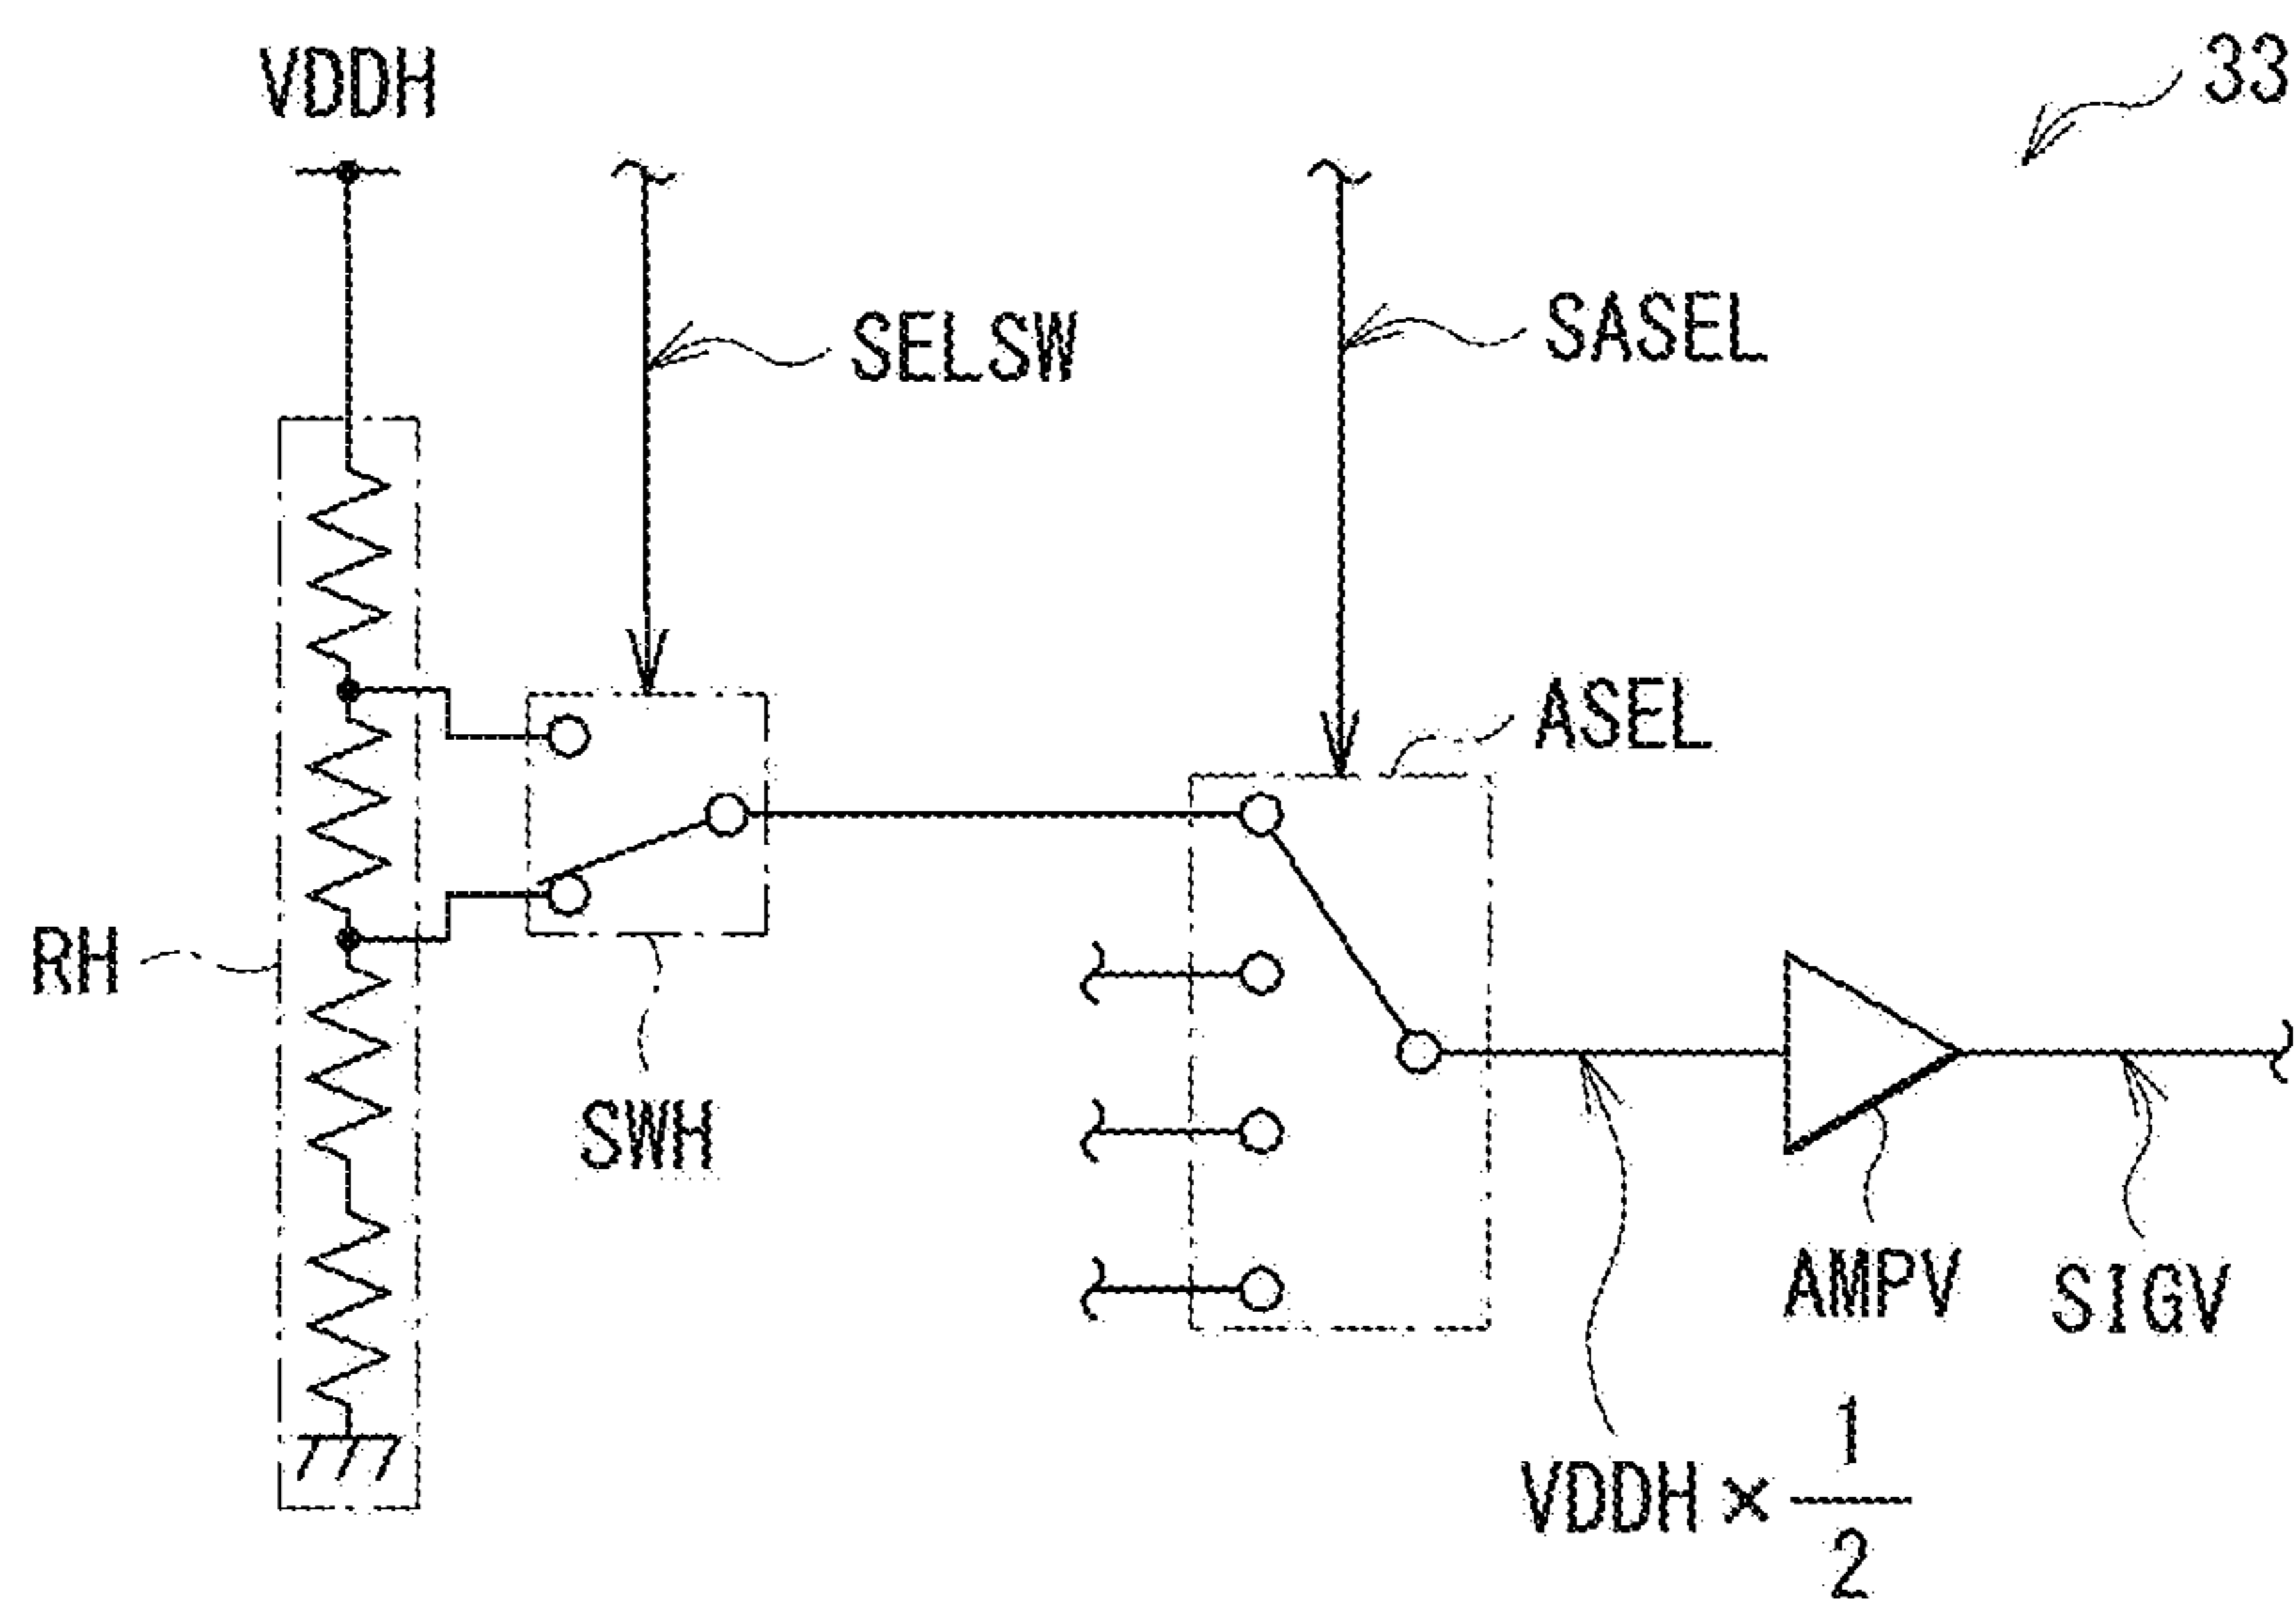 VDDH
33
SELSW
SASEL
ASEL
RH
SWH
AMPV
SIGV
VDDH × 1/2